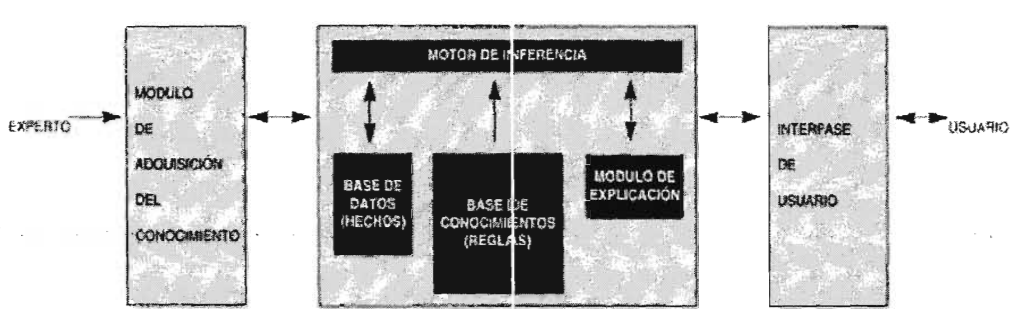 EXPERTO
MODULO
DE
ADQUISICIÓN
DEL
CONOCIMIENTO
MOTOR DE INFERENCIA
BASE DE
DATOS
(HECHOS)
BASE DE
CONOCIMIENTOS
(REGLAS)
MODULO DE
EXPLICACIÓN
INTERFASE
DE
USUARIO
USUARIO